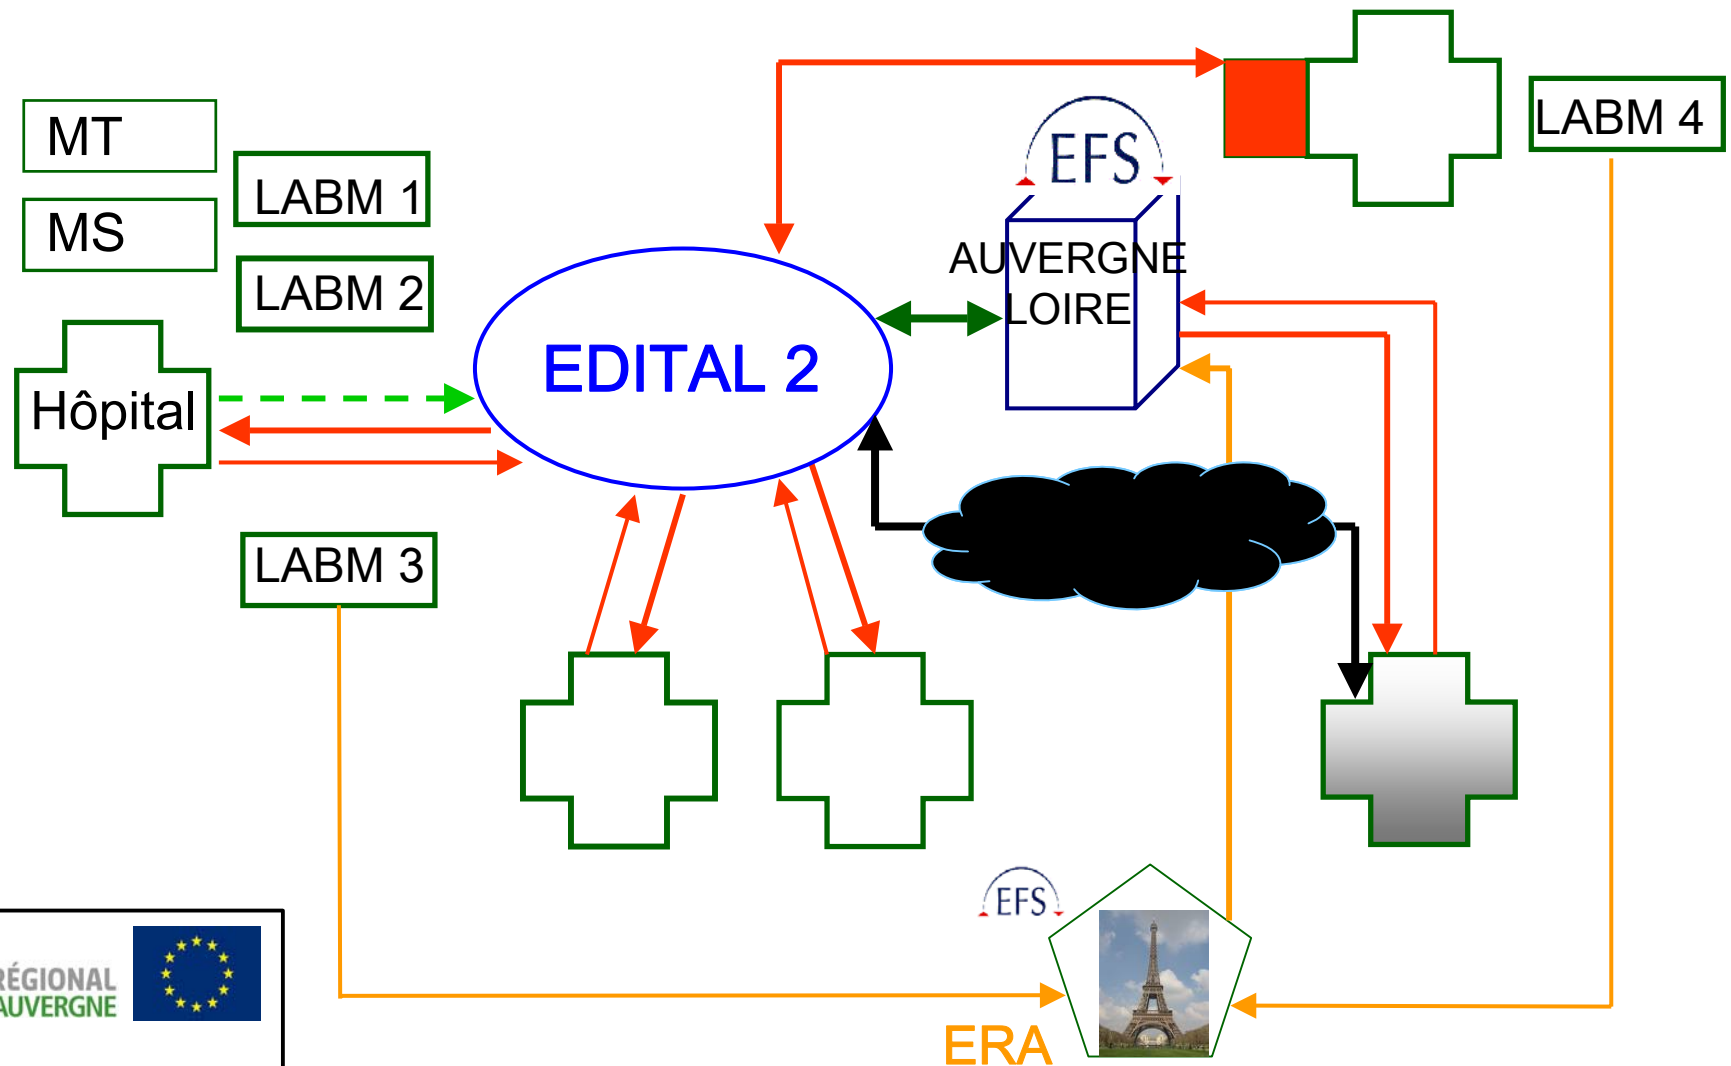 MT
MS
LABM 1
LABM 2
Hôpital
LABM 3
EDITAL 2
EFS
AUVERGNE
LOIRE
LABM 4
EFS
ERA
RÉGIONAL
AUVERGNE